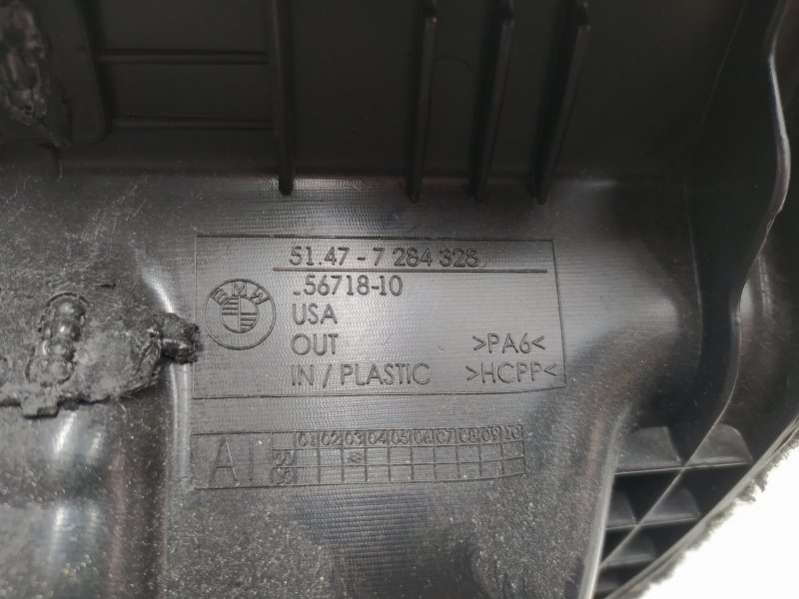 51.47 - 7 284 328
.56718-10
BMW
USA
OUT >PA6<
IN / PLASTIC >HCPP<
01 02 03 04 05 06 07 08 09 10
A1